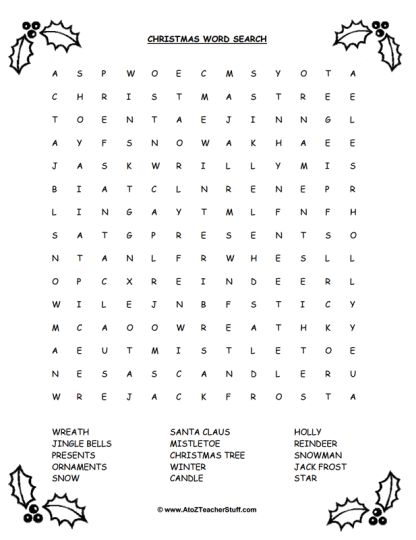 CHRISTMAS WORD SEARCH
A S P W O E C M S Y O T A
C H R I S T M A S T R E E
T O E N T A E J I N N G L
A Y F S N O W A K H A E E
J A S K W R I L L Y M I S
B I A T C L N R E N E P R
L I N G A Y T M L F N F H
S A T G P R E S E N T S O
N T A N L F R W H E S L L
O P C X R E I N D E E R L
W I L E J N B F S T I C Y
M C A O O W R E A T H K Y
A E U T M I S T L E T O E
N E S A S C A N D L E R U
W R E J A C K F R O S T A
WREATH SANTA CLAUS HOLLY
JINGLE BELLS MISTLETOE REINDEER
PRESENTS CHRISTMAS TREE SNOWMAN
ORNAMENTS WINTER JACK FROST
SNOW CANDLE STAR
© www.AtoZTeacherStuff.com